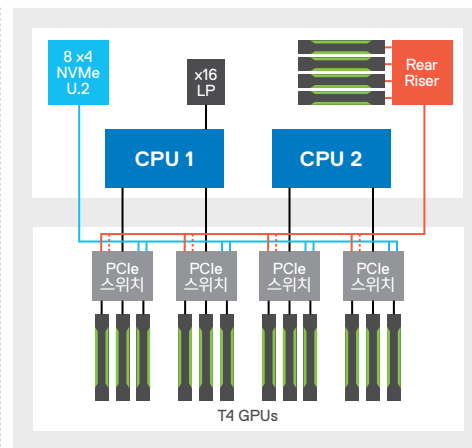 8 x4
NVMe
U.2
x16
LP
Rear
Riser
CPU 1
CPU 2
PCIe
스위치
PCIe
스위치
PCIe
스위치
PCIe
스위치
T4 GPUs